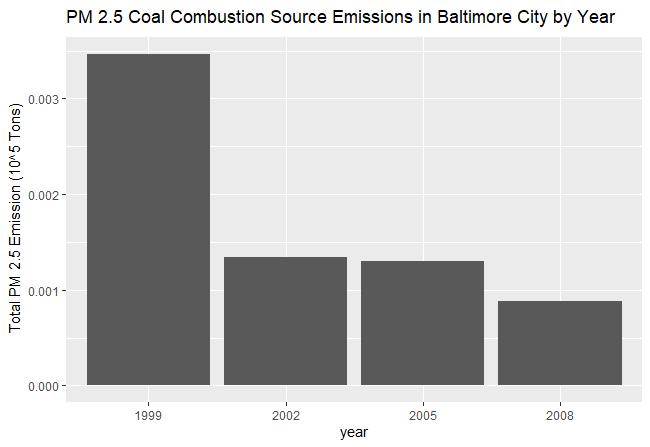 PM 2.5 Coal Combustion Source Emissions in Baltimore City by Year
Total PM 2.5 Emission (10^5 Tons)
0.003
0.002
0.001
0.000
1999 2002 2005 2008
year